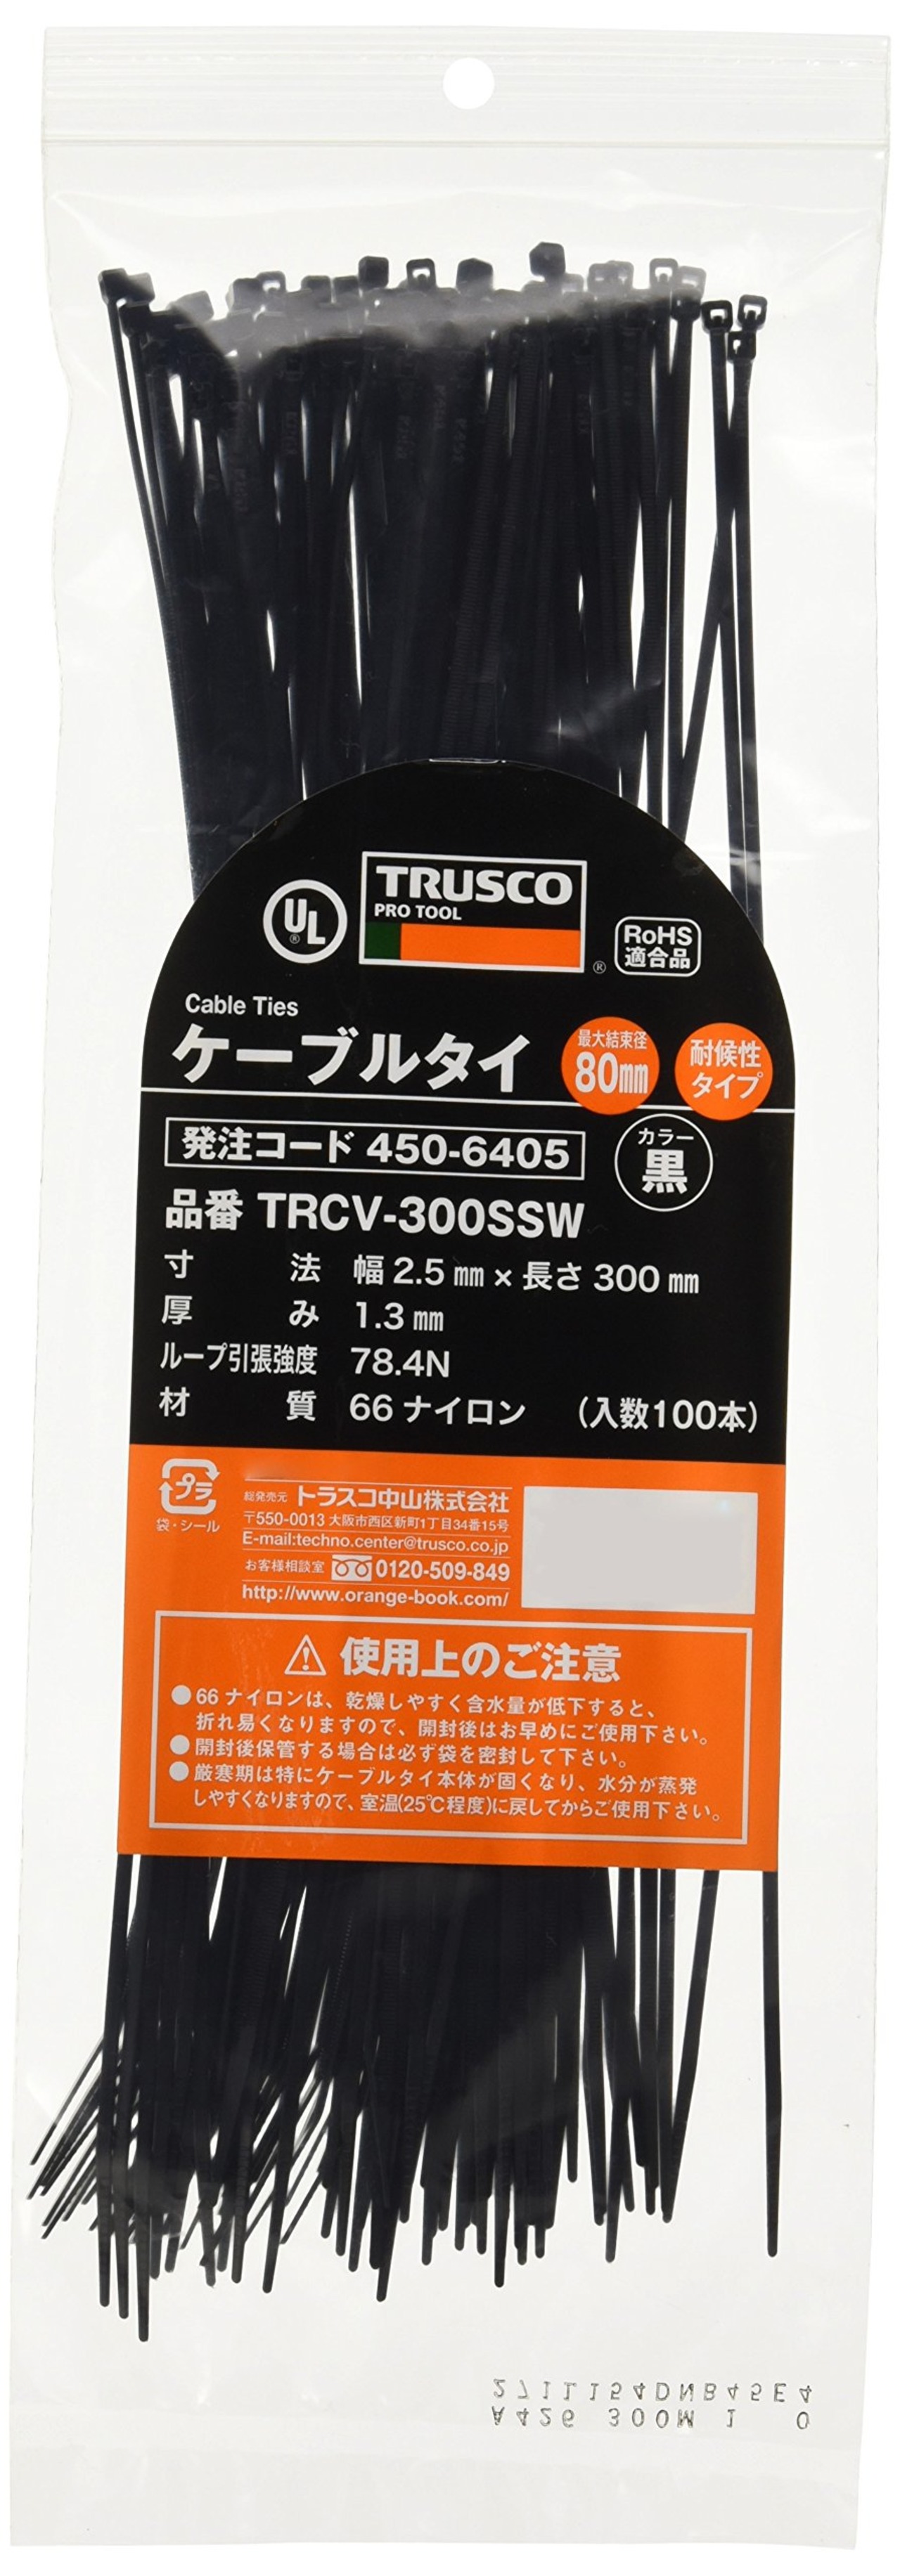 UL
TRUSCO
PRO TOOL
RoHS
適合品
Cable Ties
ケーブルタイ
最大結束径
80mm
耐候性
タイプ
発注コード 450-6405
カラー
黒
品番 TRCV-300SSW
寸法 幅 2.5 ㎜ × 長さ 300 ㎜
厚み 1.3 ㎜
ループ引張強度 78.4N
材質 66 ナイロン （入数100本）
プラ
袋・シール
総発売元 トラスコ中山株式会社
〒550-0013 大阪市西区新町1丁目34番15号
E-mail:techno.center@trusco.co.jp
お客様相談室 0120-509-849
http://www.orange-book.com/
使用上のご注意
●66 ナイロンは、乾燥しやすく含水量が低下すると、
折れ易くなりますので、開封後はお早めにご使用下さい。
●開封後保管する場合は必ず袋を密封して下さい。
●厳寒期は特にケーブルタイ本体が固くなり、水分が蒸発
しやすくなりますので、室温(25℃程度)に戻してからご使用下さい。
A426 300M 1 0